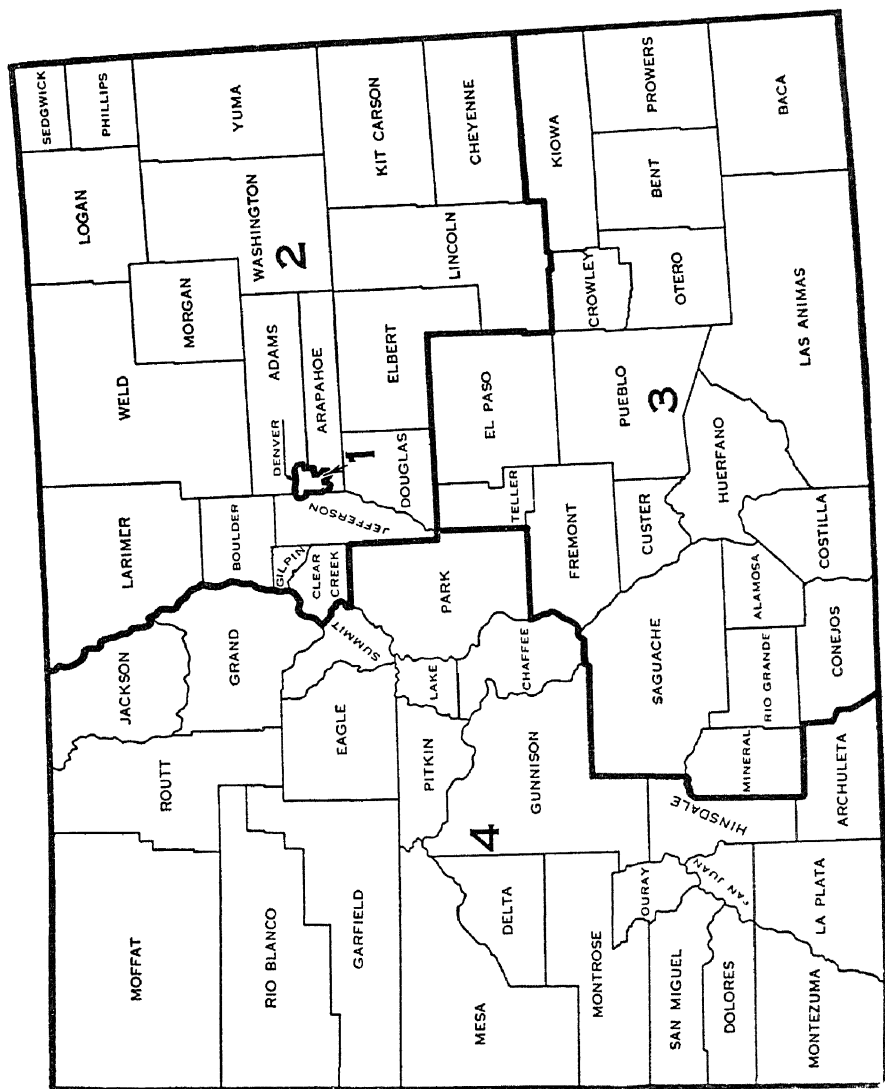 SEDGWICK
PHILLIPS
LOGAN
YUMA
WASHINGTON
MORGAN
WELD
2
KIT CARSON
CHEYENNE
LINCOLN
ADAMS
ARAPAHOE
ELBERT
DENVER
1
DOUGLAS
JEFFERSON
LARIMER
BOULDER
GILPIN
CLEAR
CREEK
KIOWA
PROWERS
BENT
BACA
CROWLEY
OTERO
LAS ANIMAS
EL PASO
PUEBLO
3
TELLER
FREMONT
CUSTER
HUERFANO
COSTILLA
ALAMOSA
CONEJOS
SAGUACHE
RIO GRANDE
MINERAL
JACKSON
GRAND
SUMMIT
PARK
LAKE
CHAFFEE
EAGLE
PITKIN
GUNNISON
4
ROUTT
MOFFAT
RIO BLANCO
GARFIELD
MESA
DELTA
MONTROSE
OURAY
HINSDALE
ARCHULETA
SAN MIGUEL
DOLORES
'AN JUAN
LA PLATA
MONTEZUMA